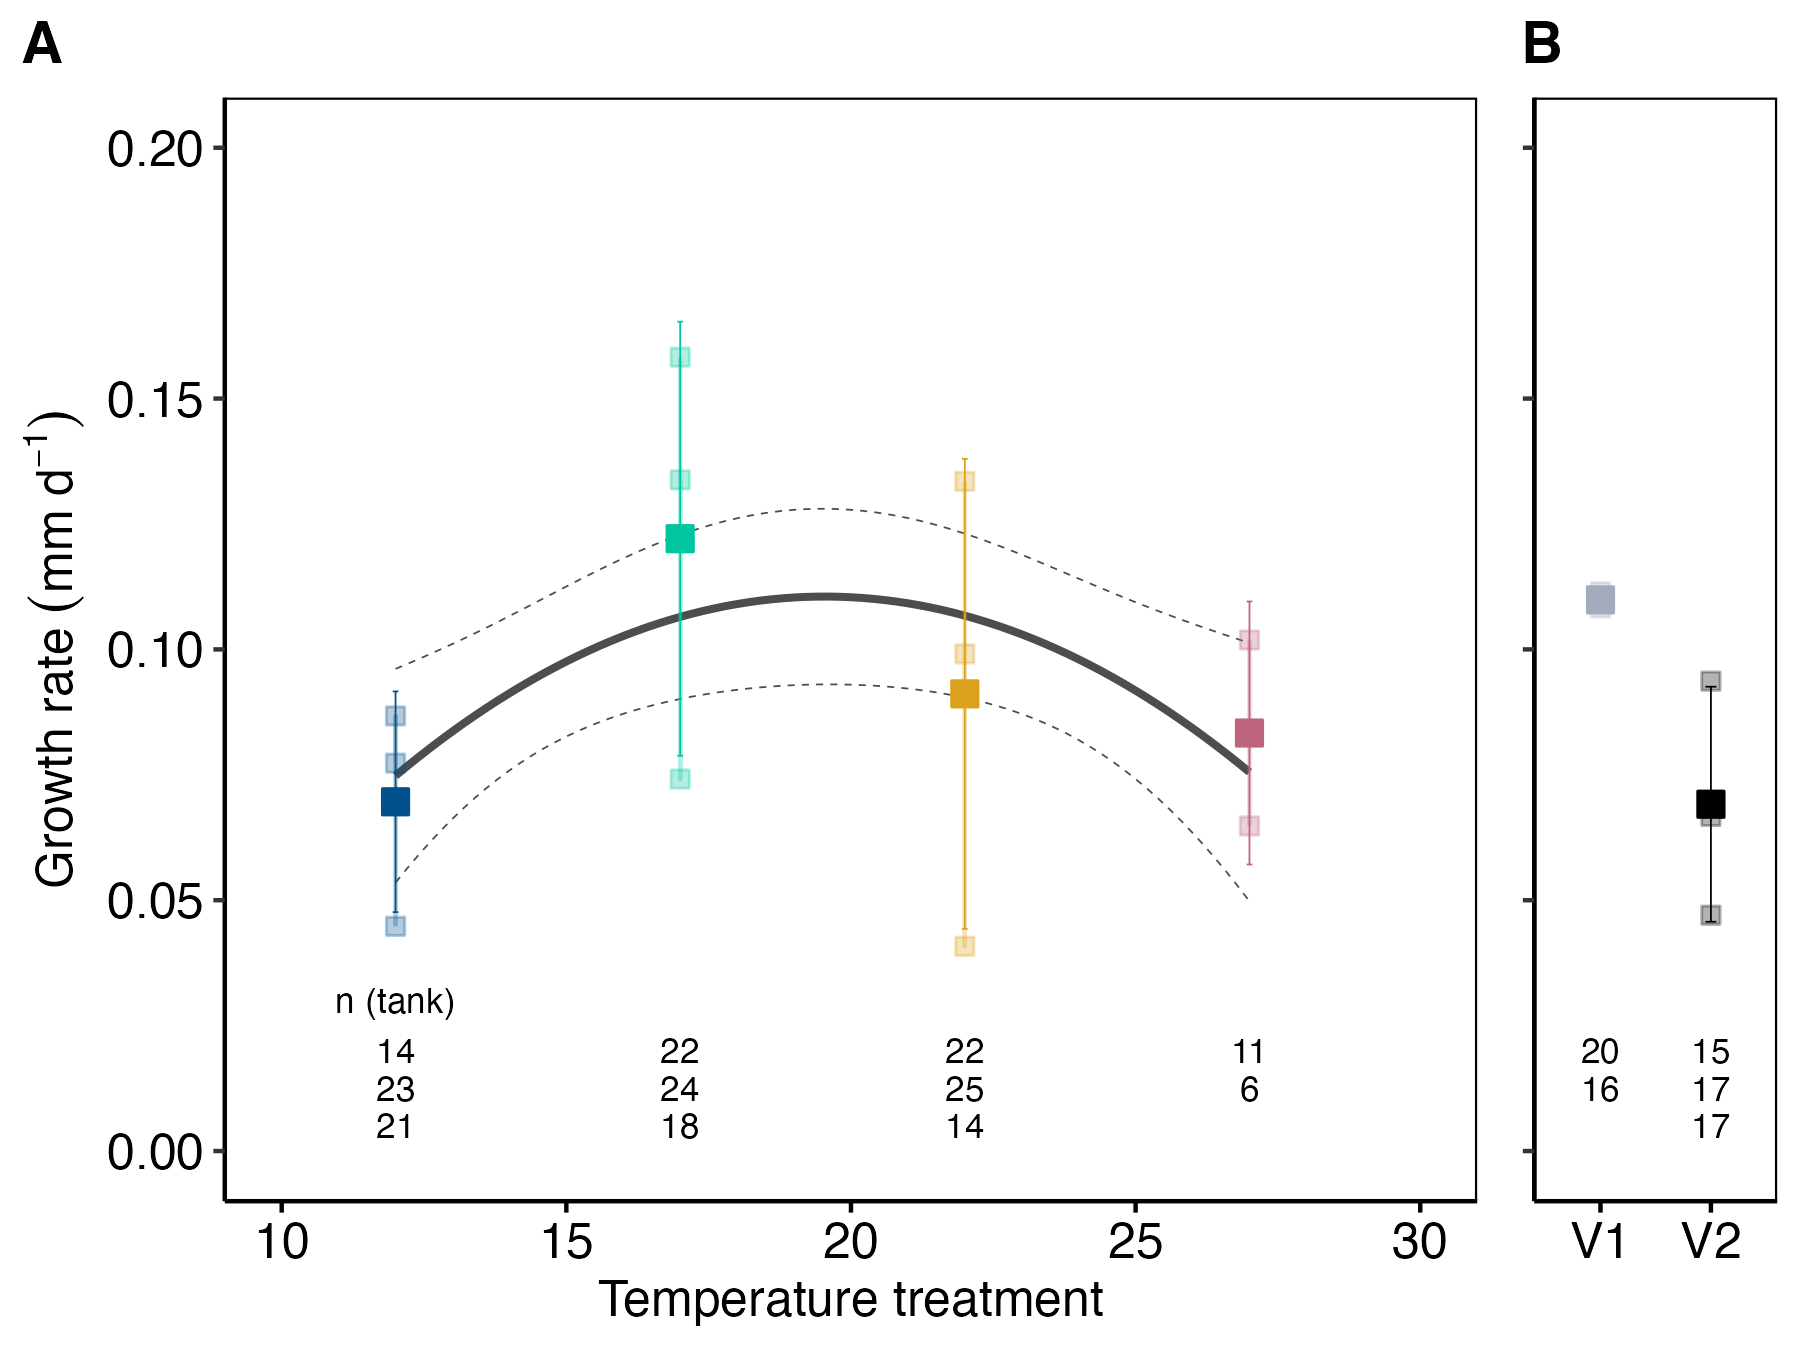 A
B
0.20
0.15
0.10
0.05
0.00
Growth rate (mm d⁻¹)
n (tank)
14 22 22 11 20 15
23 24 25 6 16 17
21 18 14 17
10 15 20 25 30 V1 V2
Temperature treatment